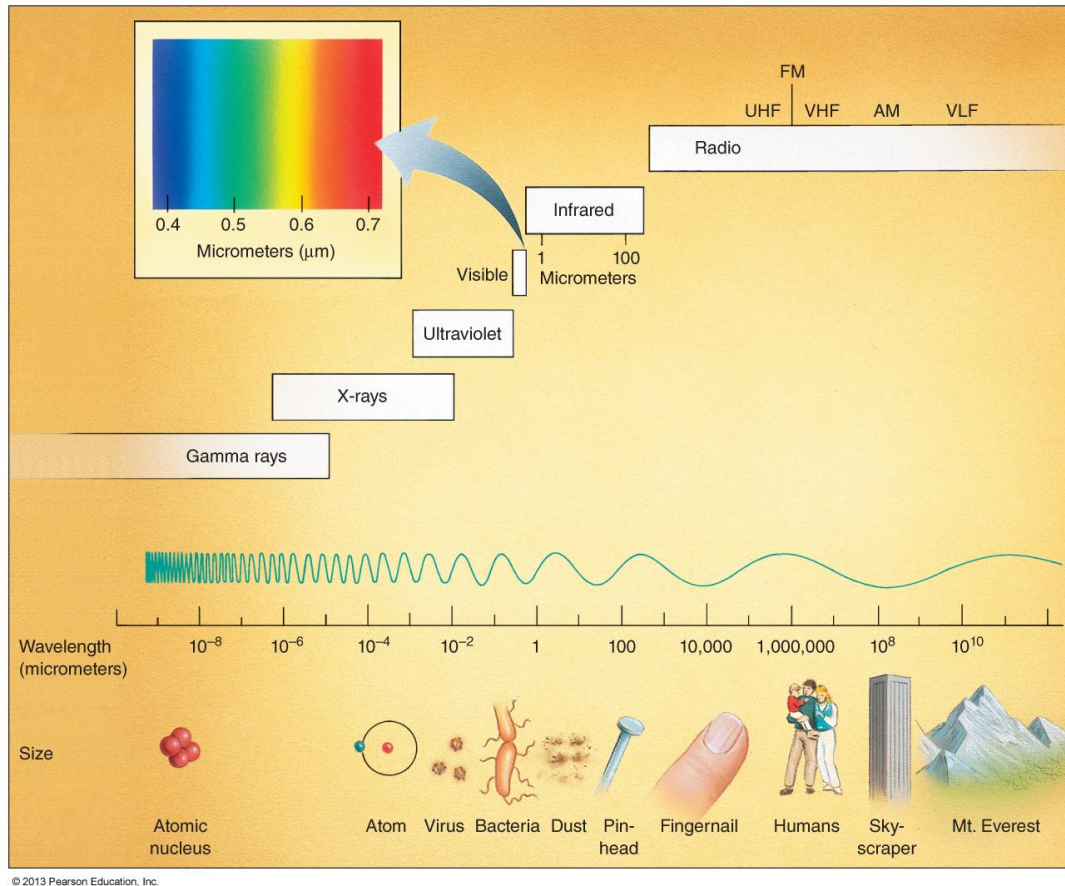 FM
UHF VHF AM VLF
Radio
Infrared
1 100
Micrometers
0.4 0.5 0.6 0.7
Micrometers (μm)
Visible
Ultraviolet
X-rays
Gamma rays
Wavelength
(micrometers)
10⁻⁸ 10⁻⁶ 10⁻⁴ 10⁻² 1 100 10,000 1,000,000 10⁸ 10¹⁰
Size
Atomic
nucleus
Atom
Virus
Bacteria
Dust
Pin-
head
Fingernail
Humans
Sky-
scraper
Mt. Everest
© 2013 Pearson Education, Inc.